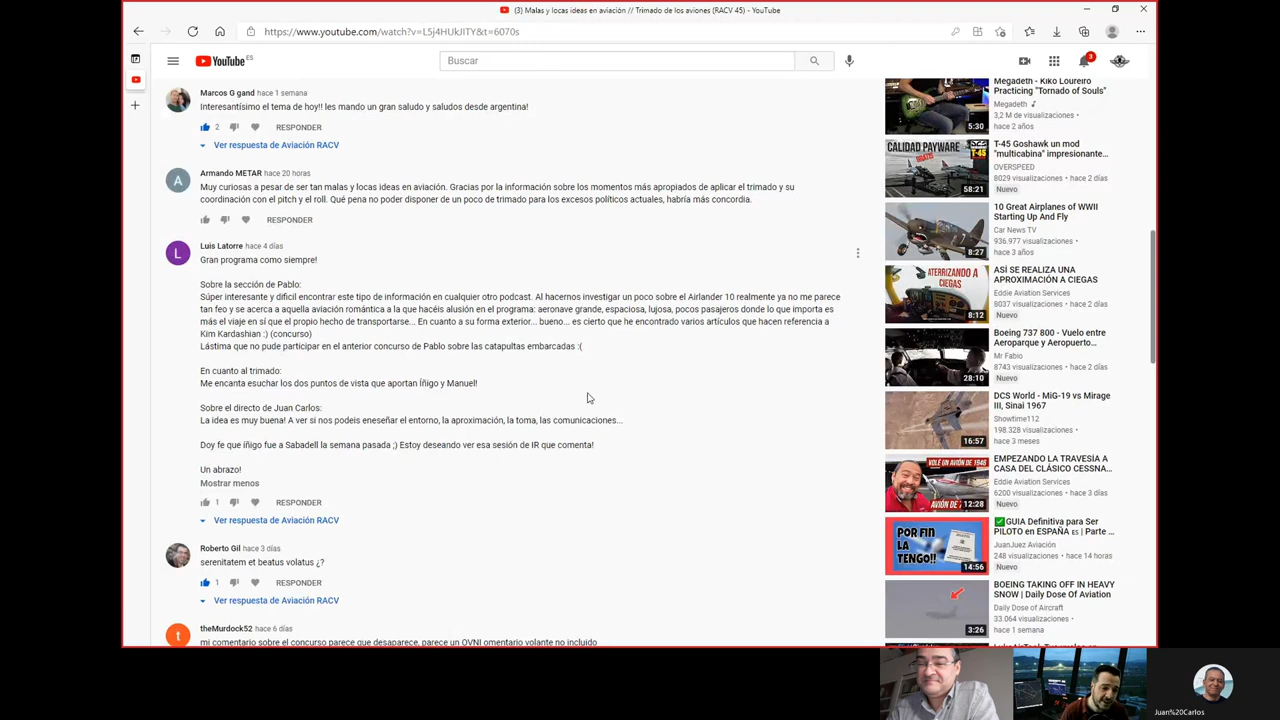 (3) Malas y locas ideas en aviación // Trimado de los aviones (RACV 45) - YouTube
https://www.youtube.com/watch?v=L5j4HUkJITY&t=6070s
YouTube ES
Buscar
3
Marcos G gand hace 1 semana
Interesantísimo el tema de hoy!! les mando un gran saludo y saludos desde argentina!
2 RESPONDER
Ver respuesta de Aviación RACV
Armando METAR hace 20 horas
A
Muy curiosas a pesar de ser tan malas y locas ideas en aviación. Gracias por la información sobre los momentos más apropiados de aplicar el trimado y su
coordinación con el pitch y el roll. Qué pena no poder disponer de un poco de trimado para los excesos políticos actuales, habría más concordia.
RESPONDER
Luis Latorre hace 4 días
L
Gran programa como siempre!
Sobre la sección de Pablo:
Súper interesante y dificil encontrar este tipo de información en cualquier otro podcast. Al hacernos investigar un poco sobre el Airlander 10 realmente ya no me parece
tan feo y se acerca a aquella aviación romántica a la que hacéis alusión en el programa: aeronave grande, espaciosa, lujosa, pocos pasajeros donde lo que importa es
más el viaje en sí que el propio hecho de transportarse... En cuanto a su forma exterior... bueno... es cierto que he encontrado varios artículos que hacen referencia a
Kim Kardashian :) (concurso)
Lástima que no pude participar en el anterior concurso de Pablo sobre las catapultas embarcadas :(
En cuanto al trimado:
Me encanta esuchar los dos puntos de vista que aportan Íñigo y Manuel!
Sobre el directo de Juan Carlos:
La idea es muy buena! A ver si nos podeis eneseñar el entorno, la aproximación, la toma, las comunicaciones...
Doy fe que íñigo fue a Sabadell la semana pasada ;) Estoy deseando ver esa sesión de IR que comenta!
Un abrazo!
Mostrar menos
1 RESPONDER
Ver respuesta de Aviación RACV
Roberto Gil hace 3 días
serenitatem et beatus volatus ¿?
1 RESPONDER
Ver respuesta de Aviación RACV
theMurdock52 hace 6 días
t
mi comentario sobre el concurso parece que desaparece, parece un OVNI omentario volante no incluido
Megadeth - Kiko Loureiro
Practicing "Tornado of Souls"
Megadeth
3,2 M de visualizaciones •
hace 2 años
5:30
CALIDAD PAYWARE
GRATIS
T-45
58:21
T-45 Goshawk un mod
"multicabina" impresionante...
OVERSPEED
8029 visualizaciones • hace 2 días
Nuevo
10 Great Airplanes of WWII
Starting Up And Fly
Car News TV
936.977 visualizaciones •
hace 3 años
8:27
ATERRIZANDO A
CIEGAS
8:12
ASÍ SE REALIZA UNA
APROXIMACIÓN A CIEGAS
Eddie Aviation Services
hace 2 días
Boeing 737 800 - Vuelo entre
Aeroparque y Aeropuerto...
Mr Fabio
8743 visualizaciones • hace 2 días
Nuevo
28:10
DCS World - MiG-19 vs Mirage
III, Sinai 1967
Showtime112
198.328 visualizaciones •
hace 3 meses
16:57
VOLÉ UN AVIÓN DE 1946
12:28
EMPEZANDO LA TRAVESÍA A
CASA DEL CLÁSICO CESSNA...
Eddie Aviation Services
6200 visualizaciones • hace 3 días
Nuevo
POR FIN
LA
TENGO!!
14:56
GUIA Definitiva para Ser
PILOTO en ESPAÑA ES | Parte ...
JuanJuez Aviación
248 visualizaciones • hace 14 horas
Nuevo
BOEING TAKING OFF IN HEAVY
SNOW | Daily Dose Of Aviation
Daily Dose of Aircraft
33.064 visualizaciones •
hace 1 semana
3:26
Juan%20Carlos